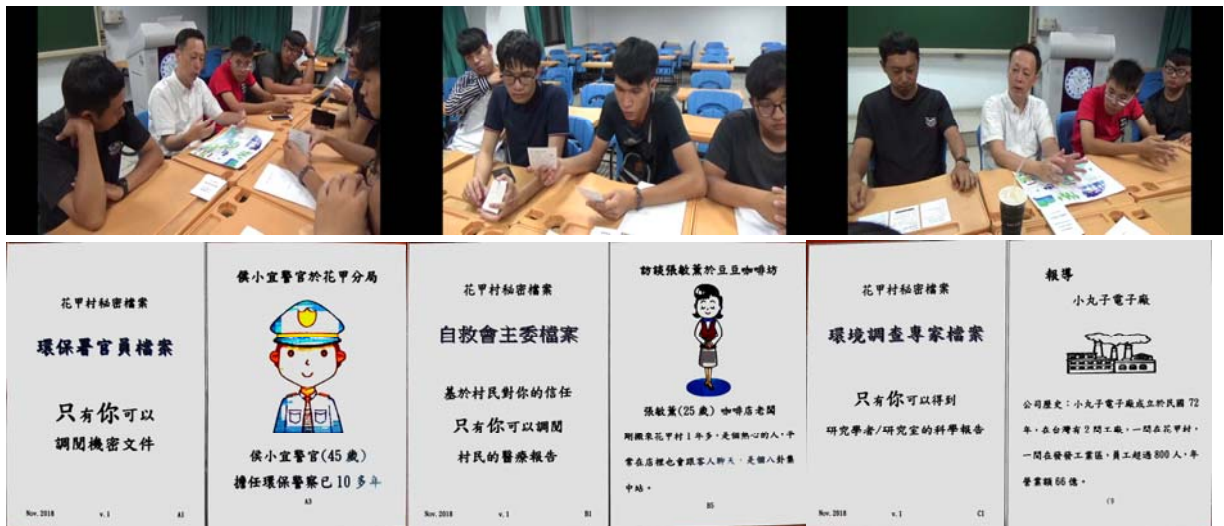 花甲村秘密檔案
環保署官員檔案
只有你可以
調閱機密文件
Nov. 2018 v. 1 A1
侯小宜警官於花甲分局
侯小宜警官(45歲)
擔任環保警察已10多年
A3
花甲村秘密檔案
自救會主委檔案
基於村民對你的信任
只有你可以調閱
村民的醫療報告
Nov. 2018 v. 1 B1
訪談張敏薰於豆豆咖啡坊
張敏薰(25歲) 咖啡店老闆
剛搬來花甲村1年多,是個熱心的人,平
常在店裡也會跟客人聊天,是個八卦集
中站。
B5
花甲村秘密檔案
環境調查專家檔案
只有你可以得到
研究學者/研究室的科學報告
Nov. 2018 v. 1 C1
報導
小丸子電子廠
公司歷史:小丸子電子廠成立於民國72
年,在台灣有2間工廠,一間在花甲村,
一間在發發工業區,員工超過800人,年
營業額66億。